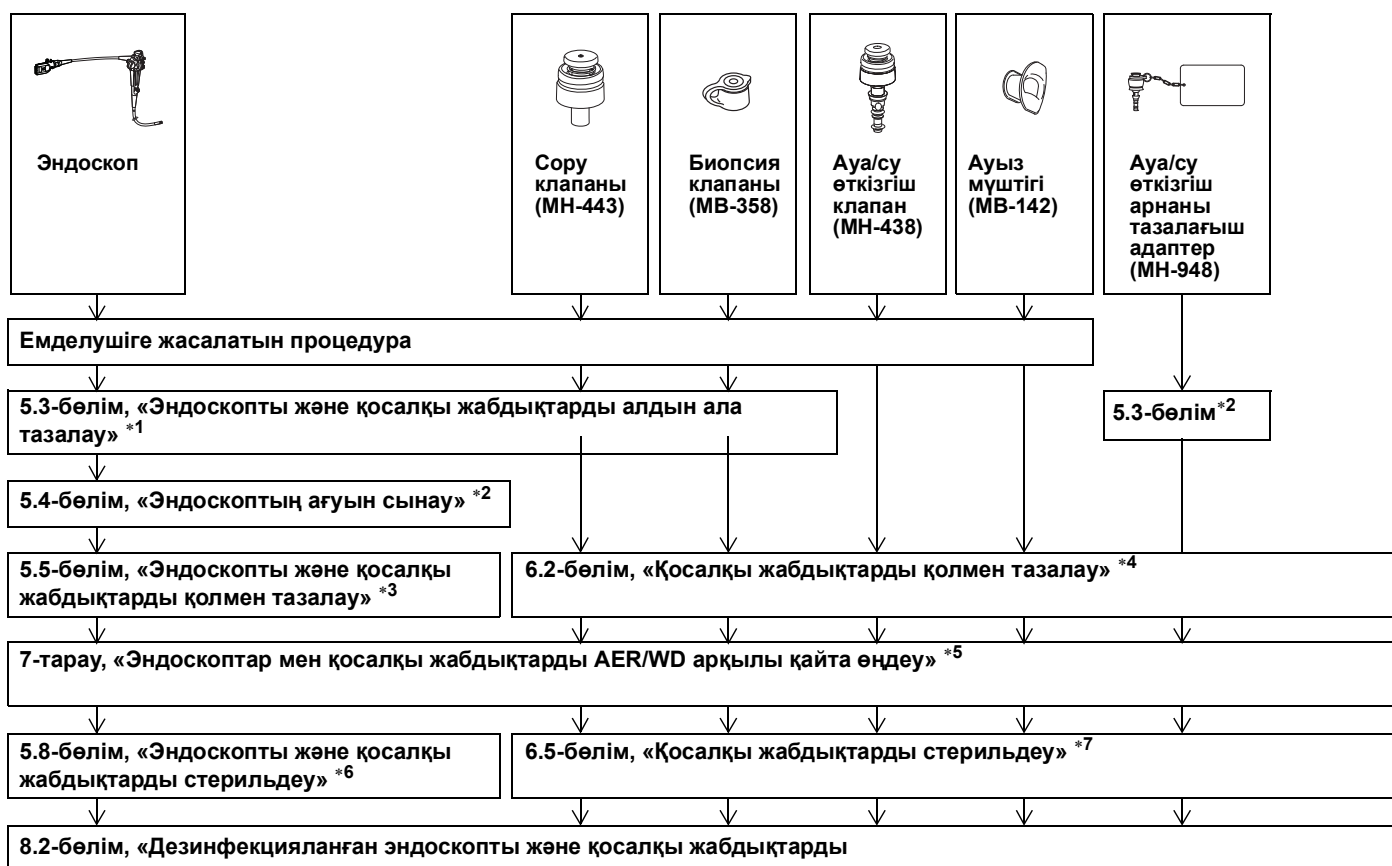 Эндоскоп
Сору
клапаны
(MH-443)
Биопсия
клапаны
(MB-358)
Ауа/су
өткізгіш
клапан
(MH-438)
Ауыз
мүштігі
(MB-142)
Ауа/су
өткізгіш
арнаны
тазалағыш
адаптер
(MH-948)
Емделушіге жасалатын процедура
5.3-бөлім, «Эндоскопты және қосалқы жабдықтарды алдын ала
тазалау» *1
5.3-бөлім*2
5.4-бөлім, «Эндоскоптың ағуын сынау» *2
5.5-бөлім, «Эндоскопты және қосалқы
жабдықтарды қолмен тазалау» *3
6.2-бөлім, «Қосалқы жабдықтарды қолмен тазалау» *4
7-тарау, «Эндоскоптар мен қосалқы жабдықтарды AER/WD арқылы қайта өңдеу» *5
5.8-бөлім, «Эндоскопты және қосалқы
жабдықтарды стерильдеу» *6
6.5-бөлім, «Қосалқы жабдықтарды стерильдеу» *7
8.2-бөлім, «Дезинфекцияланған эндоскопты және қосалқы жабдықтарды